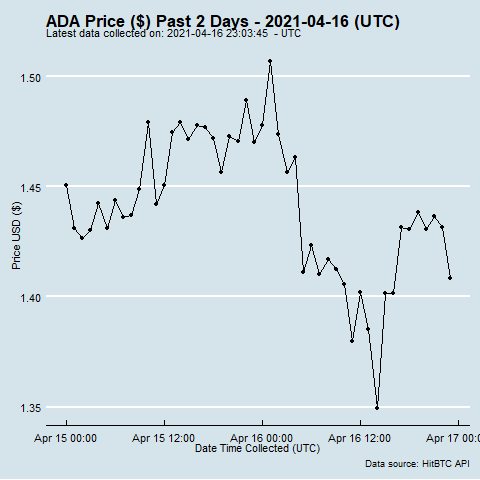 ADA Price ($) Past 2 Days - 2021-04-16 (UTC)
Latest data collected on: 2021-04-16 23:03:45 - UTC
1.50
1.45
1.40
1.35
Price USD ($)
Apr 15 00:00 Apr 15 12:00 Apr 16 00:00 Apr 16 12:00 Apr 17 00:0
Date Time Collected (UTC)
Data source: HitBTC API